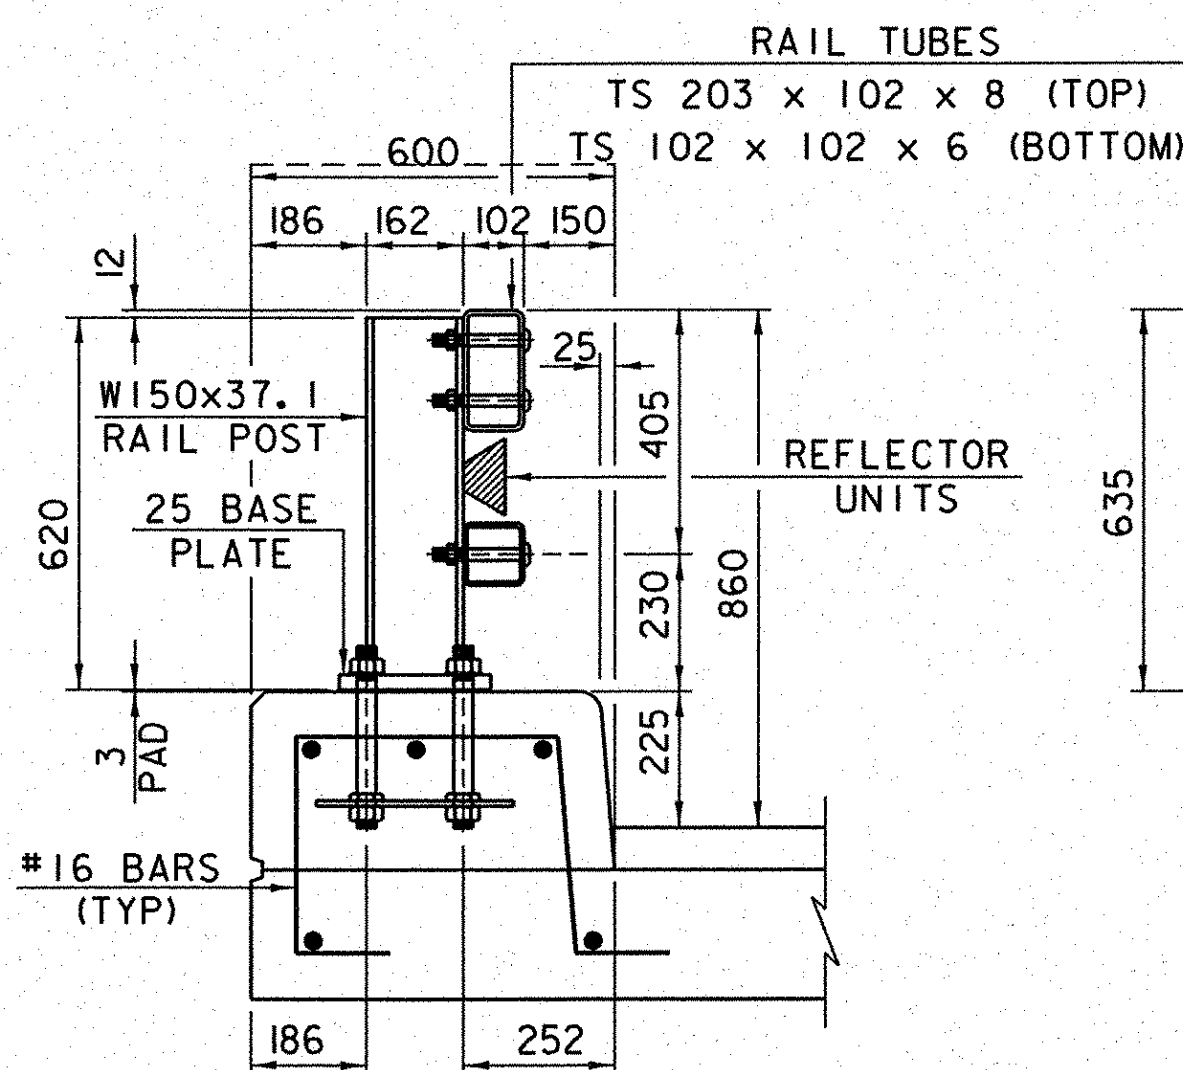 RAIL TUBES
TS 203 x 102 x 8 (TOP)
TS 102 x 102 x 6 (BOTTOM)
600
186
162
102
150
12
25
W150x37.1
RAIL POST
405
REFLECTOR
UNITS
635
25 BASE
PLATE
620
860
230
225
3
PAD
#16 BARS
(TYP)
186
252